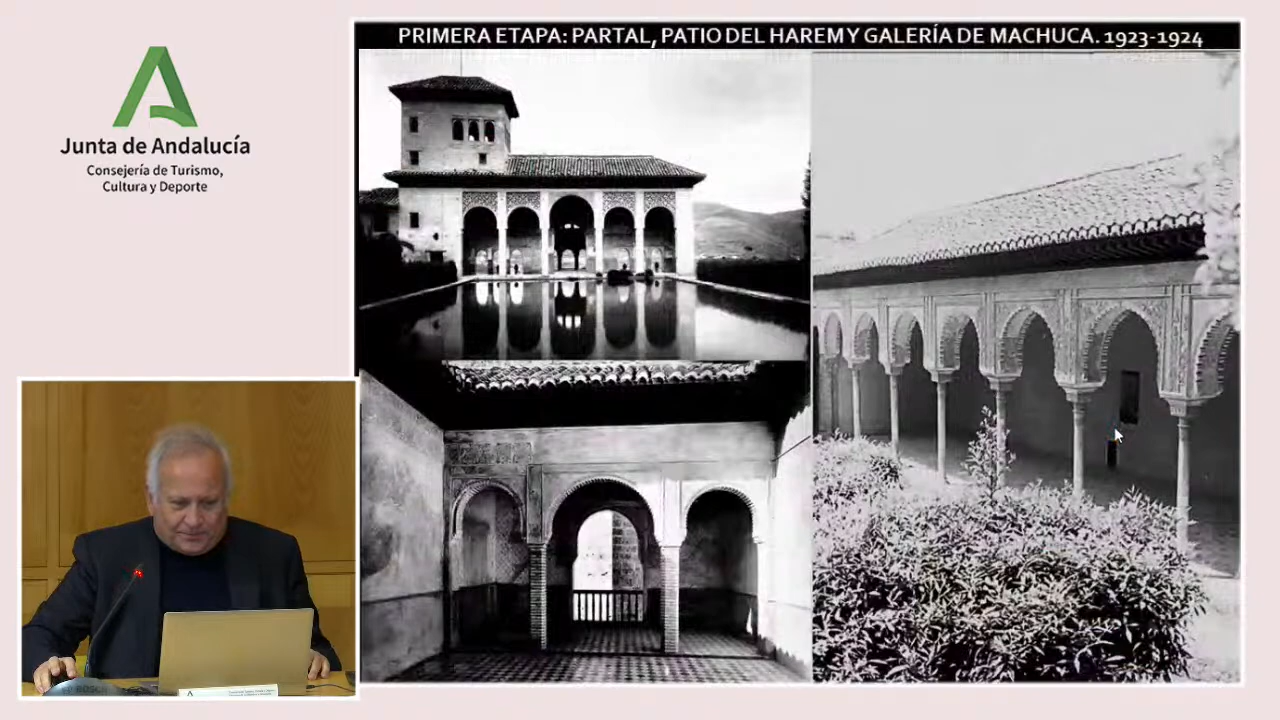 PRIMERA ETAPA: PARTAL, PATIO DEL HAREM Y GALERÍA DE MACHUCA. 1923-1924
Junta de Andalucía
Consejería de Turismo,
Cultura y Deporte
BOSCH